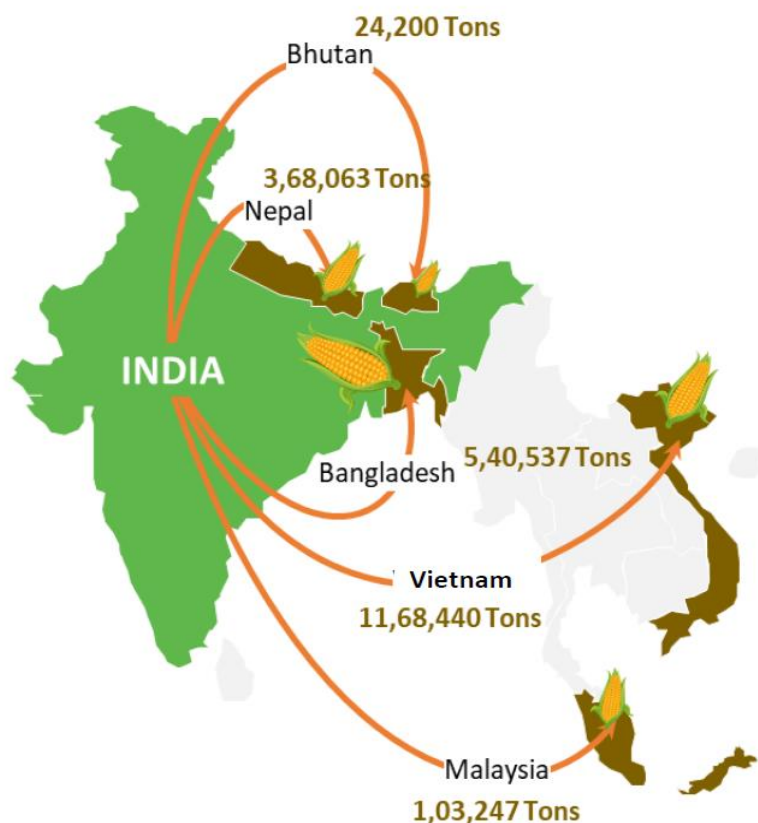 24,200 Tons
Bhutan
3,68,063 Tons
Nepal
INDIA
Bangladesh
5,40,537 Tons
Vietnam
11,68,440 Tons
Malaysia
1,03,247 Tons